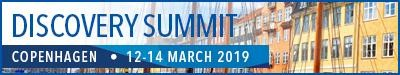 DISCOVERY SUMMIT
COPENHAGEN • 12-14 MARCH 2019